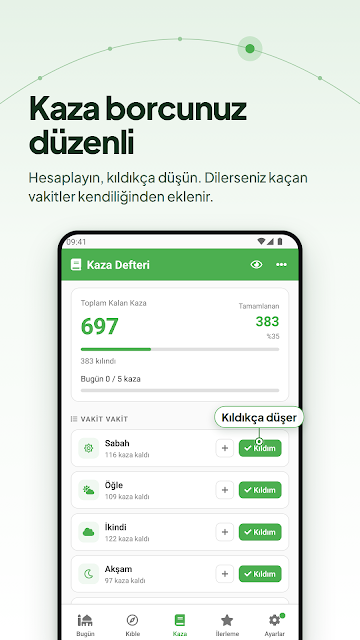 Kaza borcunuz
düzenli
Hesaplayın, kıldıkça düşün. Dilerseniz kaçan
vakitler kendiliğinden eklenir.
09:41
Kaza Defteri
Toplam Kalan Kaza
Tamamlanan
697
383
%35
383 kılındı
Bugün 0 / 5 kaza
VAKİT VAKİT
Kıldıkça düşer
Sabah
116 kaza kaldı
+
Kıldım
Öğle
109 kaza kaldı
+
Kıldım
İkindi
122 kaza kaldı
+
Kıldım
Akşam
97 kaza kaldı
+
Kıldım
Bugün
Kıble
Kaza
İlerleme
Ayarlar